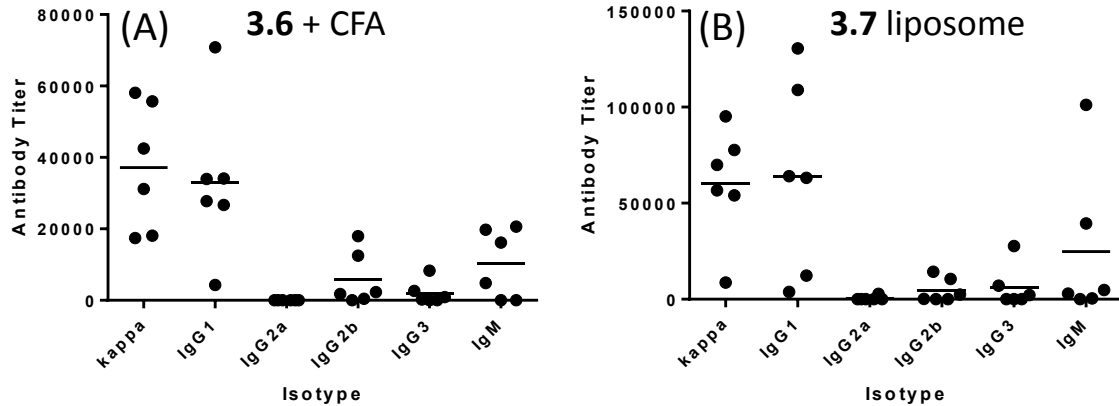 (A) 3.6 + CFA
80000
60000
40000
20000
0
Antibody Titer
kappa
IgG1
IgG2a
IgG2b
IgG3
IgM
Isotype
(B) 3.7 liposome
150000
100000
50000
0
Antibody Titer
kappa
IgG1
IgG2a
IgG2b
IgG3
IgM
Isotype